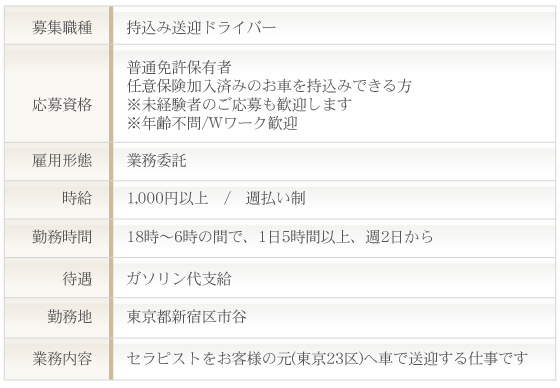 募集職種 持込み送迎ドライバー
応募資格 普通免許保有者
任意保険加入済みのお車を持込みできる方
※未経験者のご応募も歓迎します
※年齢不問/Wワーク歓迎
雇用形態 業務委託
時給 1,000円以上　/　週払い制
勤務時間 18時～6時の間で、1日5時間以上、週2日から
待遇 ガソリン代支給
勤務地 東京都新宿区市谷
業務内容 セラピストをお客様の元(東京23区)へ車で送迎する仕事です